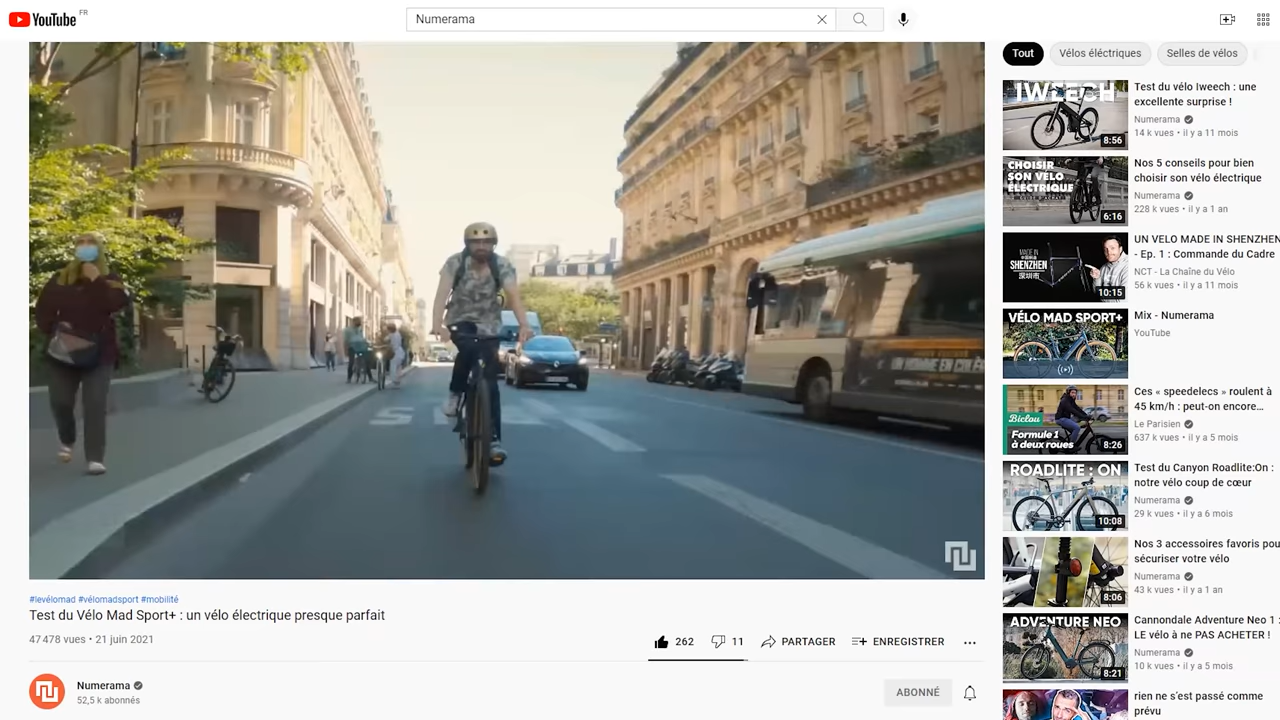 YouTube FR
Numerama
Tout
Vélos éléctriques
Selles de vélos
#levélomad #vélomadsport #mobilité
Test du Vélo Mad Sport+ : un vélo électrique presque parfait
47 478 vues • 21 juin 2021
262
11
PARTAGER
ENREGISTRER
Numerama
52,5 k abonnés
ABONNÉ
IWEECH
8:56
Test du vélo Iweech : une
excellente surprise !
Numerama
14 k vues • il y a 11 mois
CHOISIR
SON VÉLO
ÉLECTRIQUE
6:16
Nos 5 conseils pour bien
choisir son vélo électrique
Numerama
228 k vues • il y a 1 an
MADE IN
SHENZHEN
深圳市
10:15
UN VELO MADE IN SHENZHEN
- Ep. 1 : Commande du Cadre
NCT - La Chaîne du Vélo
56 k vues • il y a 11 mois
VÉLO MAD SPORT+
Mix - Numerama
YouTube
Biclou
Formule 1
à deux roues
8:26
Ces « speedelecs » roulent à
45 km/h : peut-on encore...
Le Parisien
637 k vues • il y a 5 mois
ROADLITE : ON
10:08
Test du Canyon Roadlite:On :
notre vélo coup de cœur
Numerama
29 k vues • il y a 6 mois
8:06
Nos 3 accessoires favoris pou
sécuriser votre vélo
Numerama
43 k vues • il y a 1 an
ADVENTURE NEO
8:21
Cannondale Adventure Neo 1 :
LE vélo à ne PAS ACHETER !
Numerama
10 k vues • il y a 5 mois
rien ne s'est passé comme
prévu